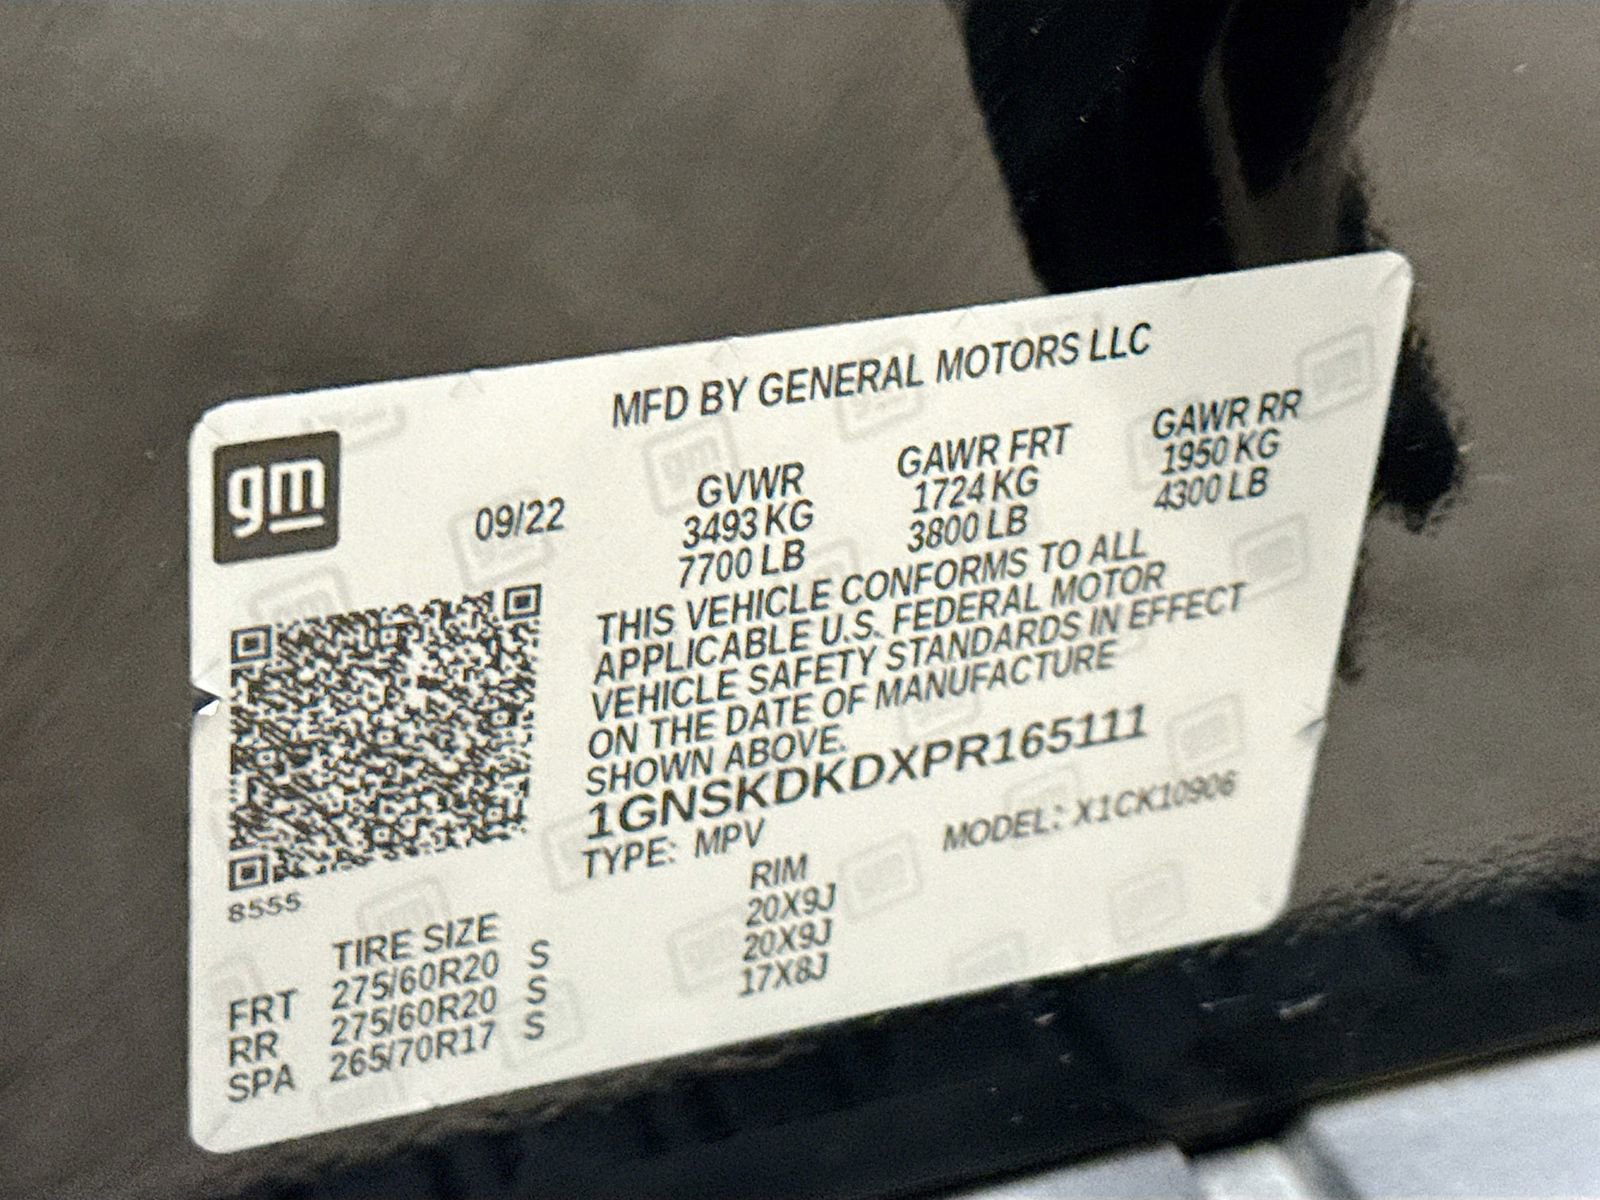 MFD BY GENERAL MOTORS LLC
gm
09/22
GVWR GAWR FRT GAWR RR
3493 KG 1724 KG 1950 KG
7700 LB 3800 LB 4300 LB
THIS VEHICLE CONFORMS TO ALL
APPLICABLE U.S. FEDERAL MOTOR
VEHICLE SAFETY STANDARDS IN EFFECT
ON THE DATE OF MANUFACTURE
SHOWN ABOVE.
1GNSKDKDXPR165111
TYPE: MPV MODEL: X1CK10906
8555
TIRE SIZE RIM
FRT 275/60R20 S 20X9J
RR 275/60R20 S 20X9J
SPA 265/70R17 S 17X8J